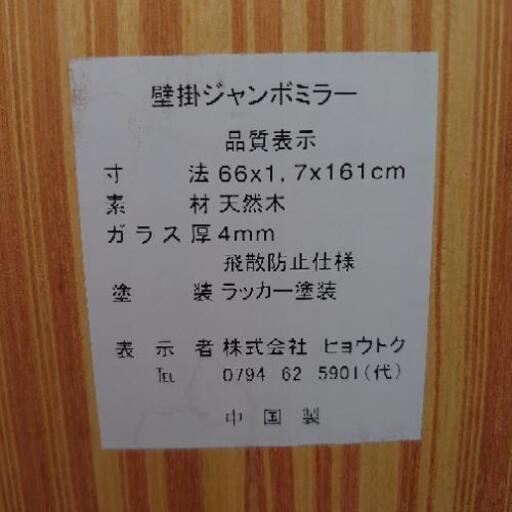 壁掛ジャンボミラー
品質表示
寸 法 66x1.7x161cm
素 材 天然木
ガラス厚 4mm
飛散防止仕様
塗 装 ラッカー塗装
表 示 者 株式会社 ヒョウトク
TEL 0794 62 5901(代)
中 国 製